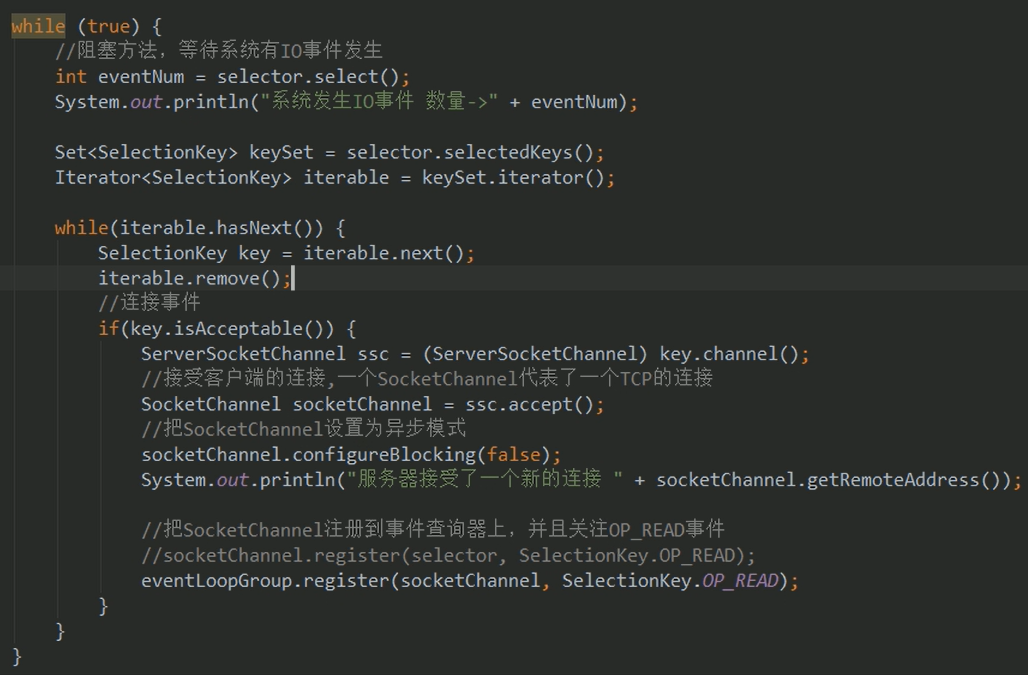 while (true) {
//阻塞方法，等待系统有IO事件发生
int eventNum = selector.select();
System.out.println("系统发生IO事件 数量->" + eventNum);
Set<SelectionKey> keySet = selector.selectedKeys();
Iterator<SelectionKey> iterable = keySet.iterator();
while(iterable.hasNext()) {
SelectionKey key = iterable.next();
iterable.remove();
//连接事件
if(key.isAcceptable()) {
ServerSocketChannel ssc = (ServerSocketChannel) key.channel();
//接受客户端的连接,一个SocketChannel代表了一个TCP的连接
SocketChannel socketChannel = ssc.accept();
//把SocketChannel设置为异步模式
socketChannel.configureBlocking(false);
System.out.println("服务器接受了一个新的连接 " + socketChannel.getRemoteAddress());
//把SocketChannel注册到事件查询器上，并且关注OP_READ事件
//socketChannel.register(selector, SelectionKey.OP_READ);
eventLoopGroup.register(socketChannel, SelectionKey.OP_READ);
}
}
}